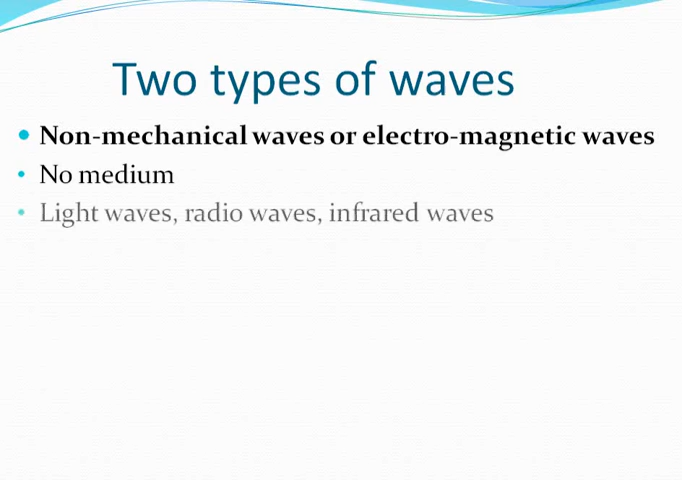 Two types of waves
Non-mechanical waves or electro-magnetic waves
No medium
Light waves, radio waves, infrared waves